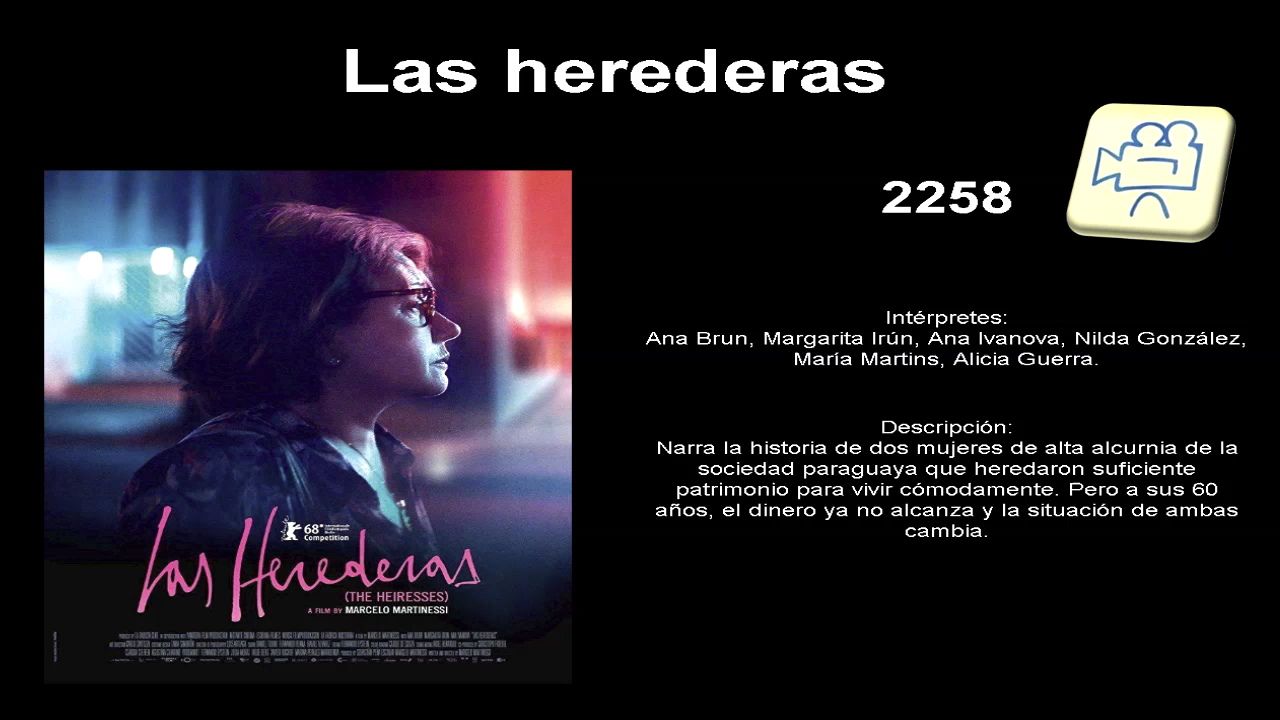 Las herederas
2258
Intérpretes:
Ana Brun, Margarita Irún, Ana Ivanova, Nilda González,
María Martins, Alicia Guerra.
Descripción:
Narra la historia de dos mujeres de alta alcurnia de la
sociedad paraguaya que heredaron suficiente
patrimonio para vivir cómodamente. Pero a sus 60
años, el dinero ya no alcanza y la situación de ambas
cambia.
68
Competition
Las Herederas
(THE HEIRESSES)
A FILM BY MARCELO MARTINESSI